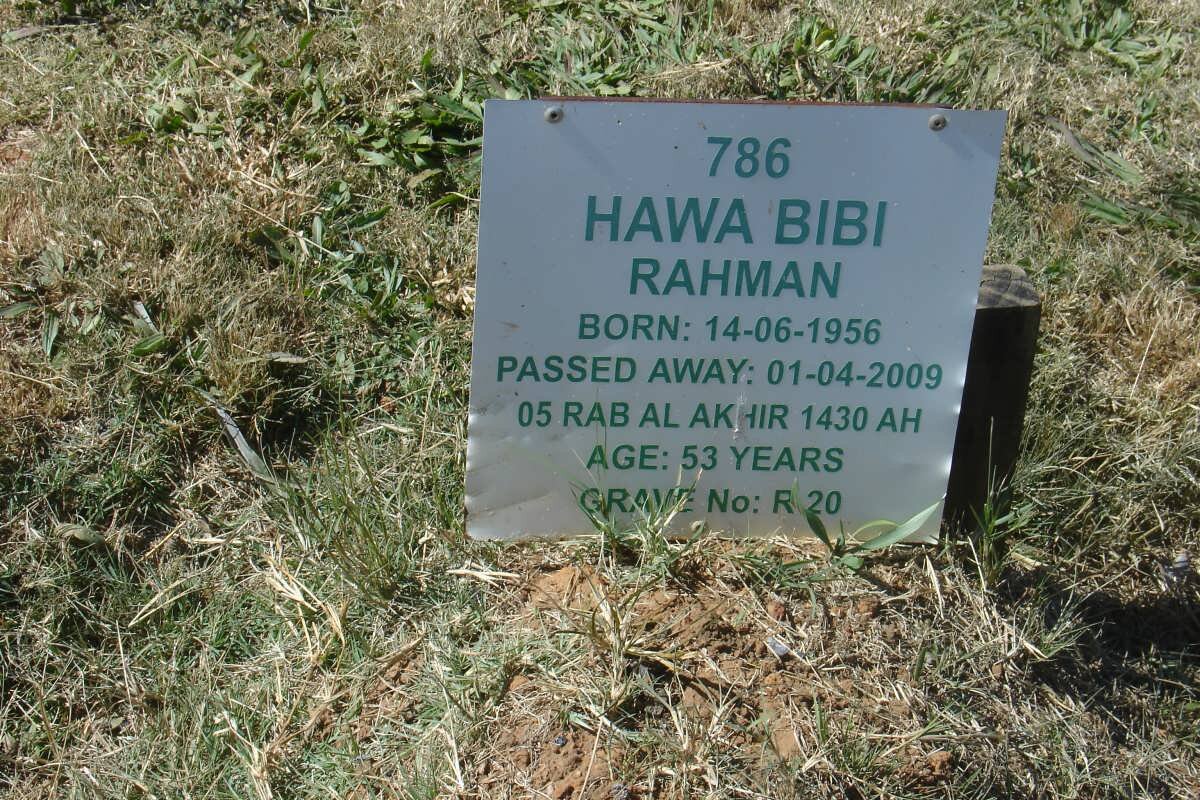 786
HAWA BIBI
RAHMAN
BORN: 14-06-1956
PASSED AWAY: 01-04-2009
05 RAB AL AKHIR 1430 AH
AGE: 53 YEARS
GRAVE No: R 20